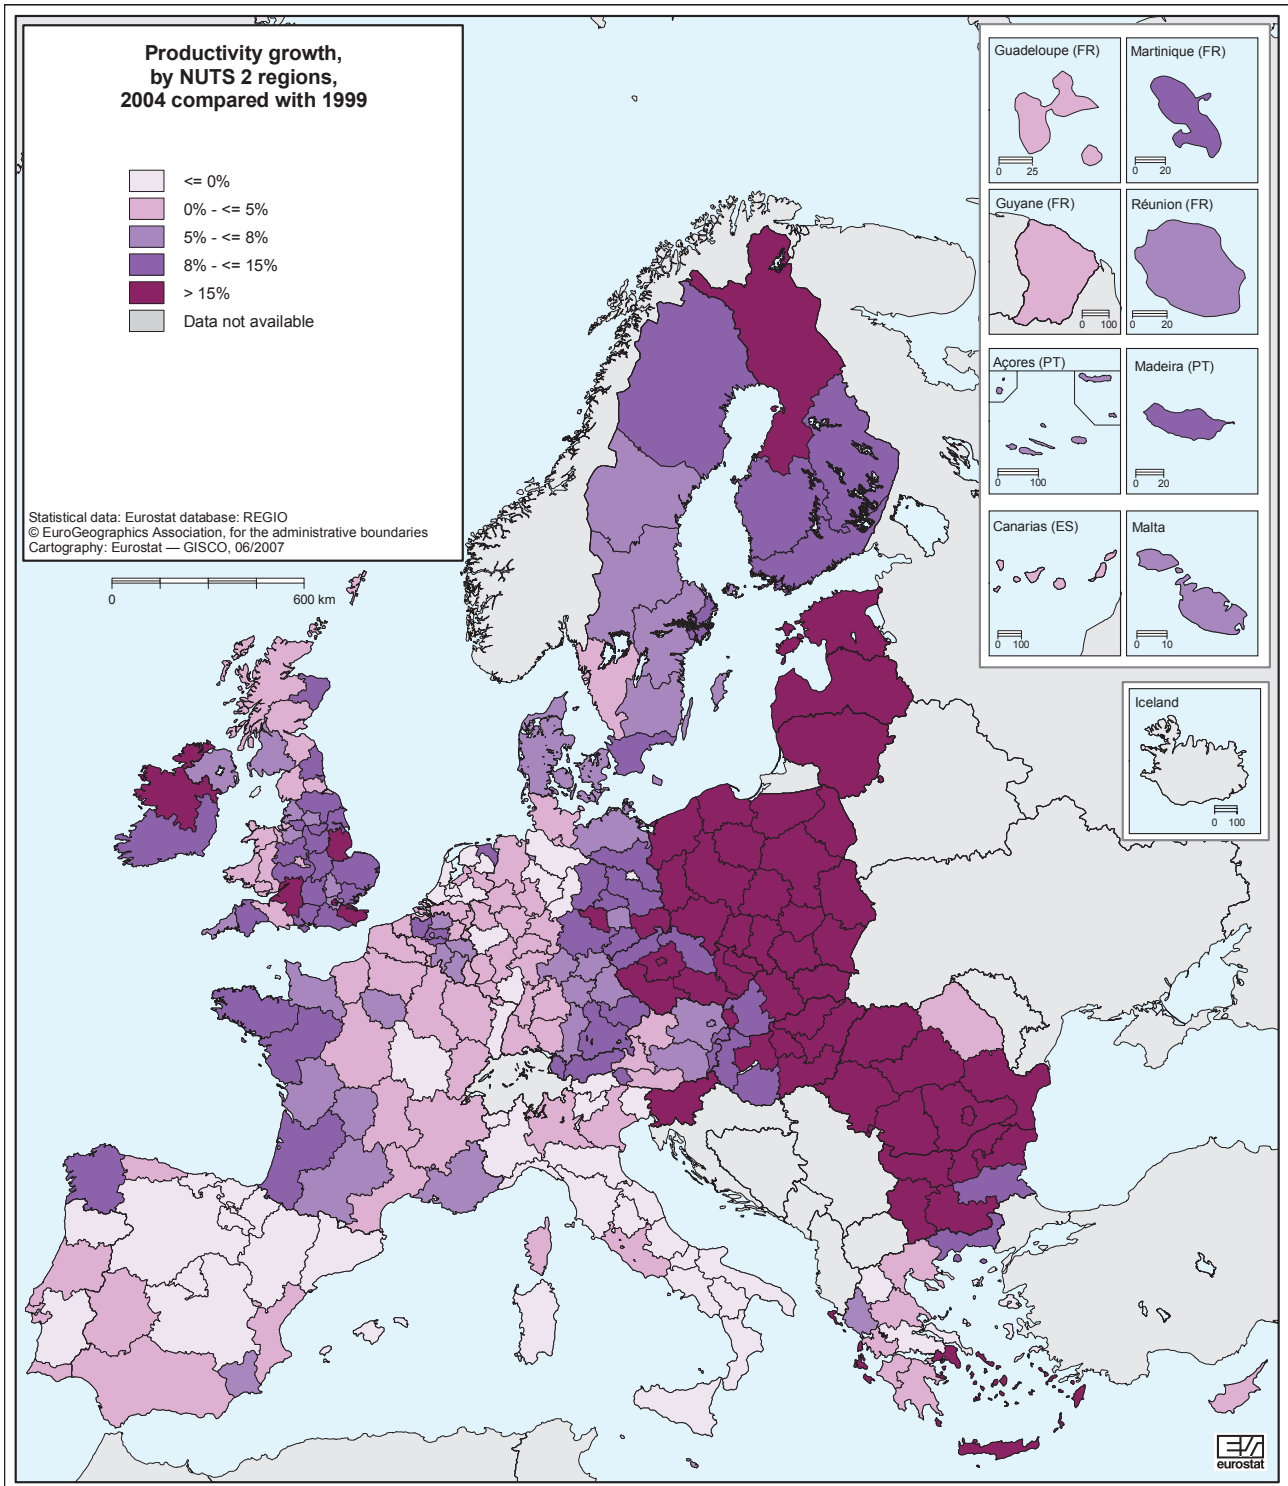 Productivity growth,
by NUTS 2 regions,
2004 compared with 1999
<= 0%
0% - <= 5%
5% - <= 8%
8% - <= 15%
> 15%
Data not available
Statistical data: Eurostat database: REGIO
© EuroGeographics Association, for the administrative boundaries
Cartography: Eurostat — GISCO, 06/2007
0 600 km
Guadeloupe (FR)
0 25
Martinique (FR)
0 20
Guyane (FR)
0 100
Réunion (FR)
0 20
Açores (PT)
0 100
Madeira (PT)
0 20
Canarias (ES)
0 100
Malta
0 10
Iceland
0 100
eurostat